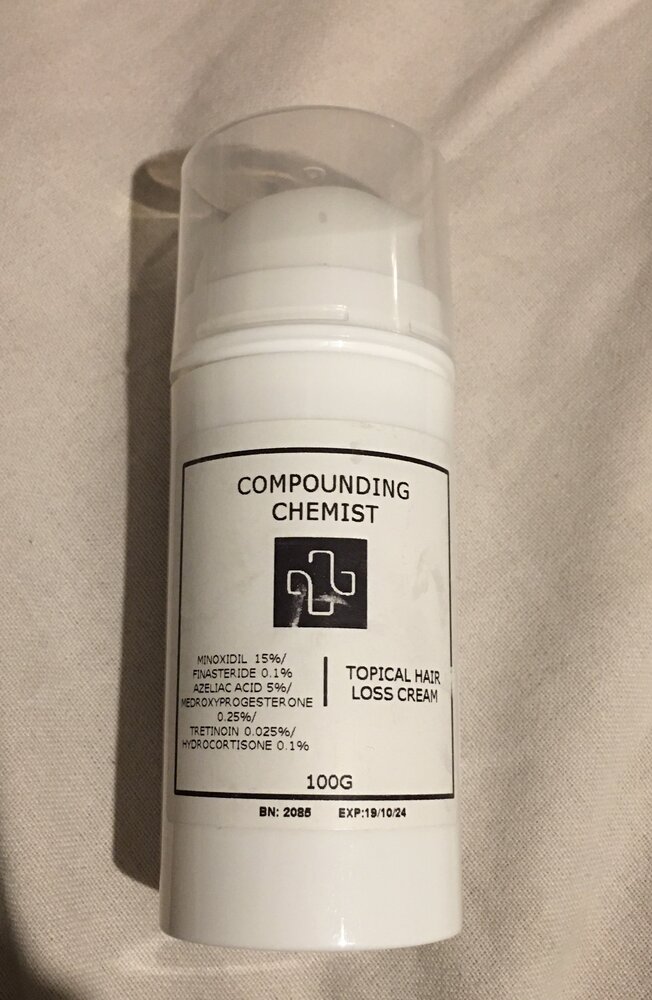 COMPOUNDING
CHEMIST
MINOXIDIL 15%/
FINASTERIDE 0.1%
AZELIAC ACID 5%/
MEDROXYPROGESTERONE
0.25%/
TRETINOIN 0.025%/
HYDROCORTISONE 0.1%
TOPICAL HAIR
LOSS CREAM
100G
BN: 2085 EXP:19/10/24